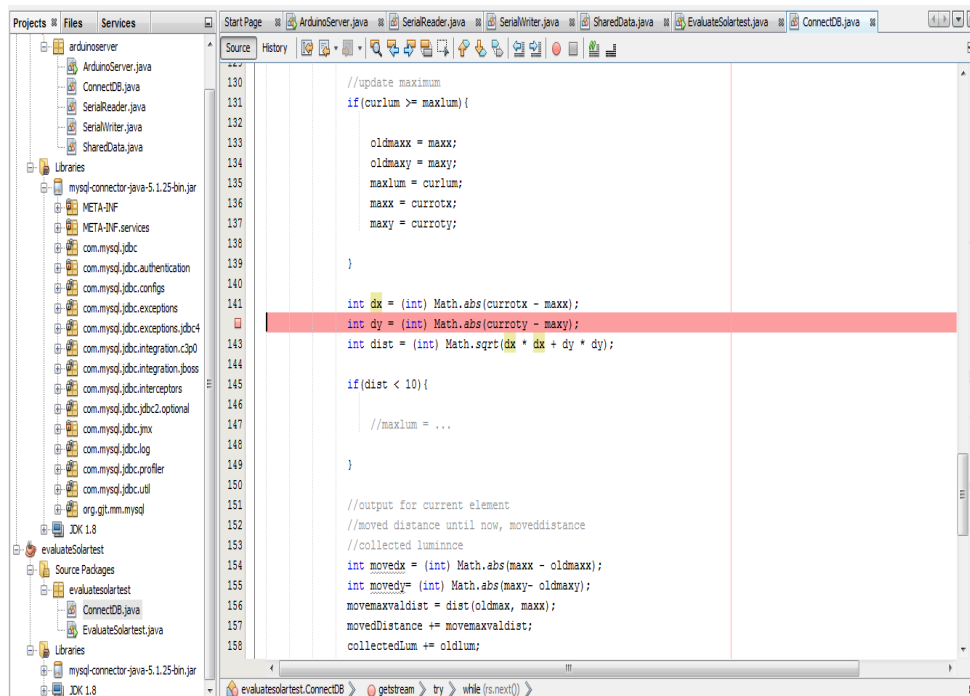 Projects Files Services
arduinoserver
ArduinoServer.java
ConnectDB.java
SerialReader.java
SerialWriter.java
SharedData.java
Libraries
mysql-connector-java-5.1.25-bin.jar
META-INF
META-INF.services
com.mysql.jdbc
com.mysql.jdbc.authentication
com.mysql.jdbc.configs
com.mysql.jdbc.exceptions
com.mysql.jdbc.exceptions.jdbc4
com.mysql.jdbc.integration.c3p0
com.mysql.jdbc.integration.jboss
com.mysql.jdbc.interceptors
com.mysql.jdbc.jdbc2.optional
com.mysql.jdbc.jmx
com.mysql.jdbc.log
com.mysql.jdbc.profiler
com.mysql.jdbc.util
org.gjt.mm.mysql
JDK 1.8
evaluateSolartest
Source Packages
evaluatesolartest
ConnectDB.java
EvaluateSolartest.java
Libraries
mysql-connector-java-5.1.25-bin.jar
JDK 1.8
Start Page ArduinoServer.java SerialReader.java SerialWriter.java SharedData.java EvaluateSolartest.java ConnectDB.java
Source History
129
130 //update maximum
131 if(curlum >= maxlum){
132
133 oldmaxx = maxx;
134 oldmaxy = maxy;
135 maxlum = curlum;
136 maxx = currotx;
137 maxy = curroty;
138
139 }
140
141 int dx = (int) Math.abs(currotx - maxx);
int dy = (int) Math.abs(curroty - maxy);
143 int dist = (int) Math.sqrt(dx * dx + dy * dy);
144
145 if(dist < 10){
146
147 //maxlum = ...
148
149 }
150
151 //output for current element
152 //moved distance until now, moveddistance
153 //collected luminnce
154 int movedx = (int) Math.abs(maxx - oldmaxx);
155 int movedy= (int) Math.abs(maxy- oldmaxy);
156 movemaxvaldist = dist(oldmax, maxx);
157 movedDistance += movemaxvaldist;
158 collectedLum += oldlum;
evaluatesolartest.ConnectDB getstream try while (rs.next())